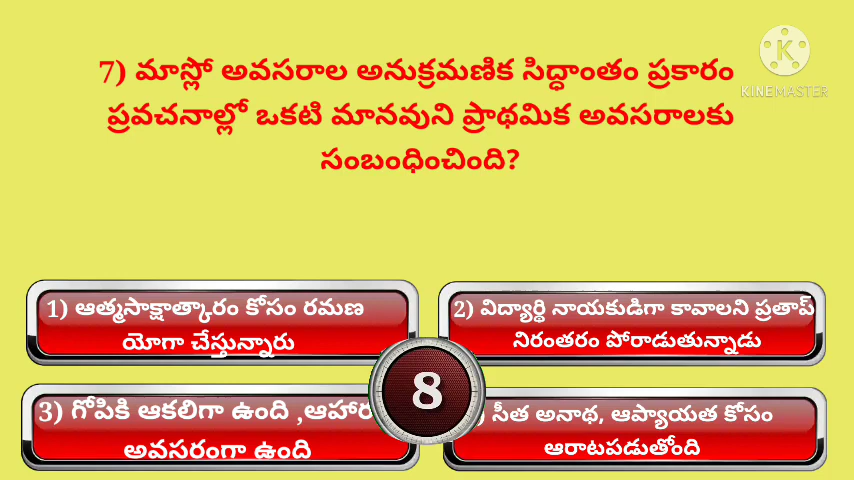 KINEMASTER
7) మాస్లో అవసరాల అనుక్రమణిక సిద్ధాంతం ప్రకారం
ప్రవచనాల్లో ఒకటి మానవుని ప్రాథమిక అవసరాలకు
సంబంధించింది?
1) ఆత్మసాక్షాత్కారం కోసం రమణ
యోగా చేస్తున్నారు
2) విద్యార్థి నాయకుడిగా కావాలని ప్రతాప్
నిరంతరం పోరాడుతున్నాడు
8
3) గోపికి ఆకలిగా ఉంది ,ఆహార
అవసరంగా ఉంది
) సీత అనాథ, ఆప్యాయత కోసం
ఆరాటపడుతోంది